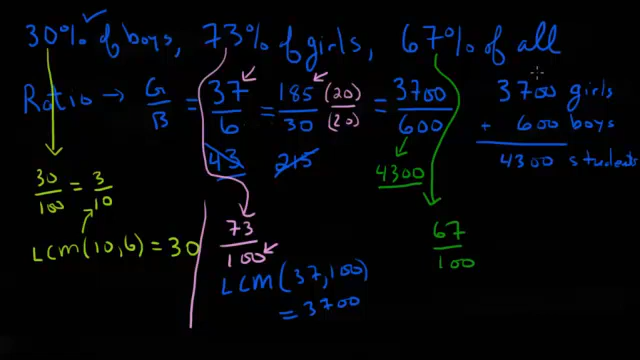 30% of boys, 73% of girls, 67% of all
Ratio → G/B = 37/6 = 185/30 (20)/(20) = 3700/600
3700 girls
+ 600 boys
4300 students
43 215
4300
30/100 = 3/10
LCM(10,6) = 30
73/100
LCM(37,100)
= 3700
67/100